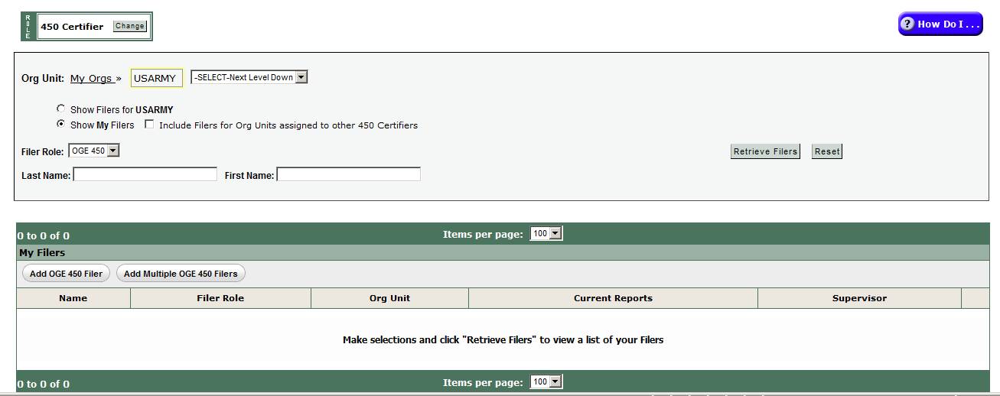 ROLE
450 Certifier Change
? How Do I . . .
Org Unit: My Orgs » USARMY -SELECT-Next Level Down
Show Filers for USARMY
Show My Filers Include Filers for Org Units assigned to other 450 Certifiers
Filer Role: OGE 450 Retrieve Filers Reset
Last Name: First Name:
0 to 0 of 0 Items per page: 100
My Filers
Add OGE 450 Filer Add Multiple OGE 450 Filers
Name Filer Role Org Unit Current Reports Supervisor
Make selections and click "Retrieve Filers" to view a list of your Filers
0 to 0 of 0 Items per page: 100